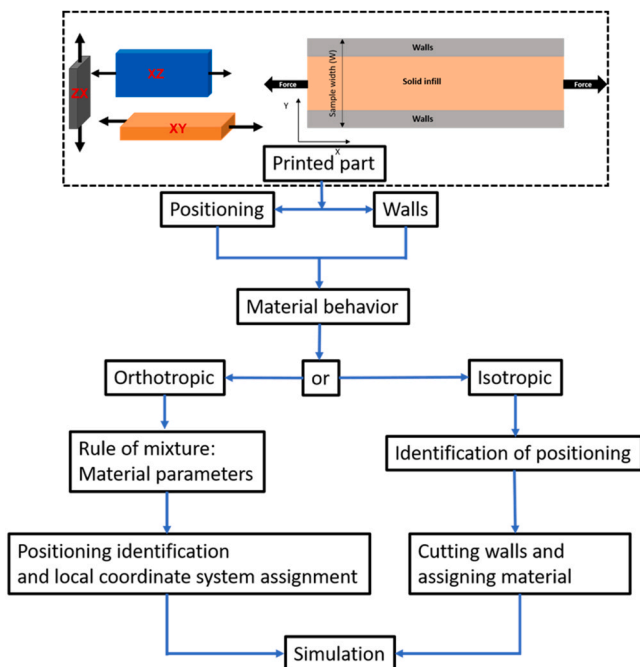 Walls
XZ
ZX
Sample width (W)
Solid infill
Force
Force
XY
Y
Walls
X
Printed part
Positioning
Walls
Material behavior
Orthotropic
or
Isotropic
Rule of mixture:
Material parameters
Identification of positioning
Positioning identification
and local coordinate system assignment
Cutting walls and
assigning material
Simulation